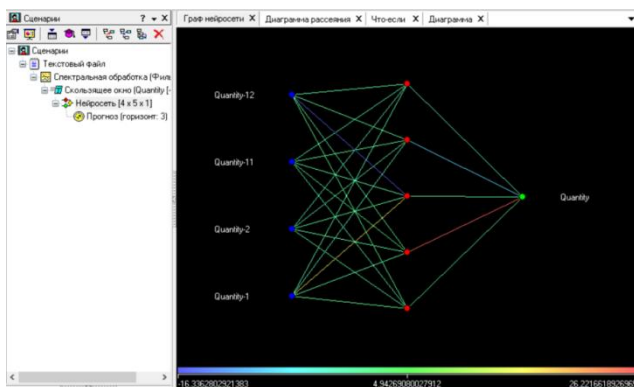 Сценарии
Граф нейросети X Диаграмма рассеяния X Что-если X Диаграмма X
Сценарии
Текстовый файл
Спектральная обработка (Филь
Скользящее окно (Quantity [-
Нейросеть [4 x 5 x 1]
Прогноз (горизонт: 3)
Quantity-12
Quantity-11
Quantity-2
Quantity-1
Quantity
-16.3362802921383 4.94269080027912 26.2216618926965